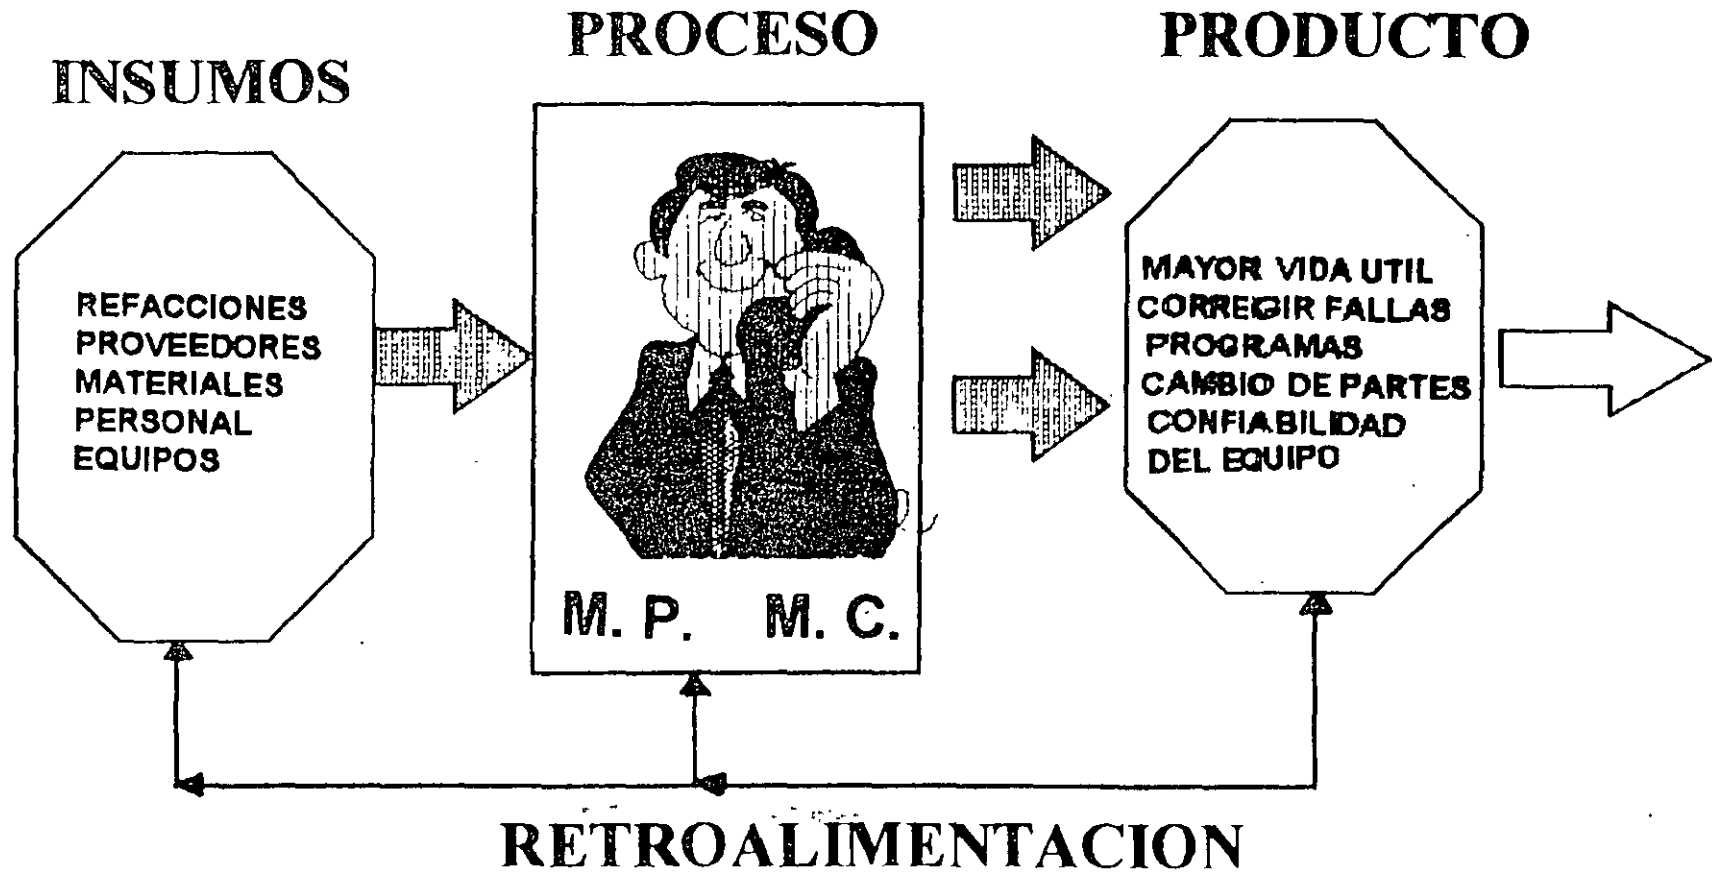 INSUMOS
PROCESO
PRODUCTO
REFACCIONES
PROVEEDORES
MATERIALES
PERSONAL
EQUIPOS
M. P. M. C.
MAYOR VIDA UTIL
CORREGIR FALLAS
PROGRAMAS
CAMBIO DE PARTES
CONFIABILIDAD
DEL EQUIPO
RETROALIMENTACION